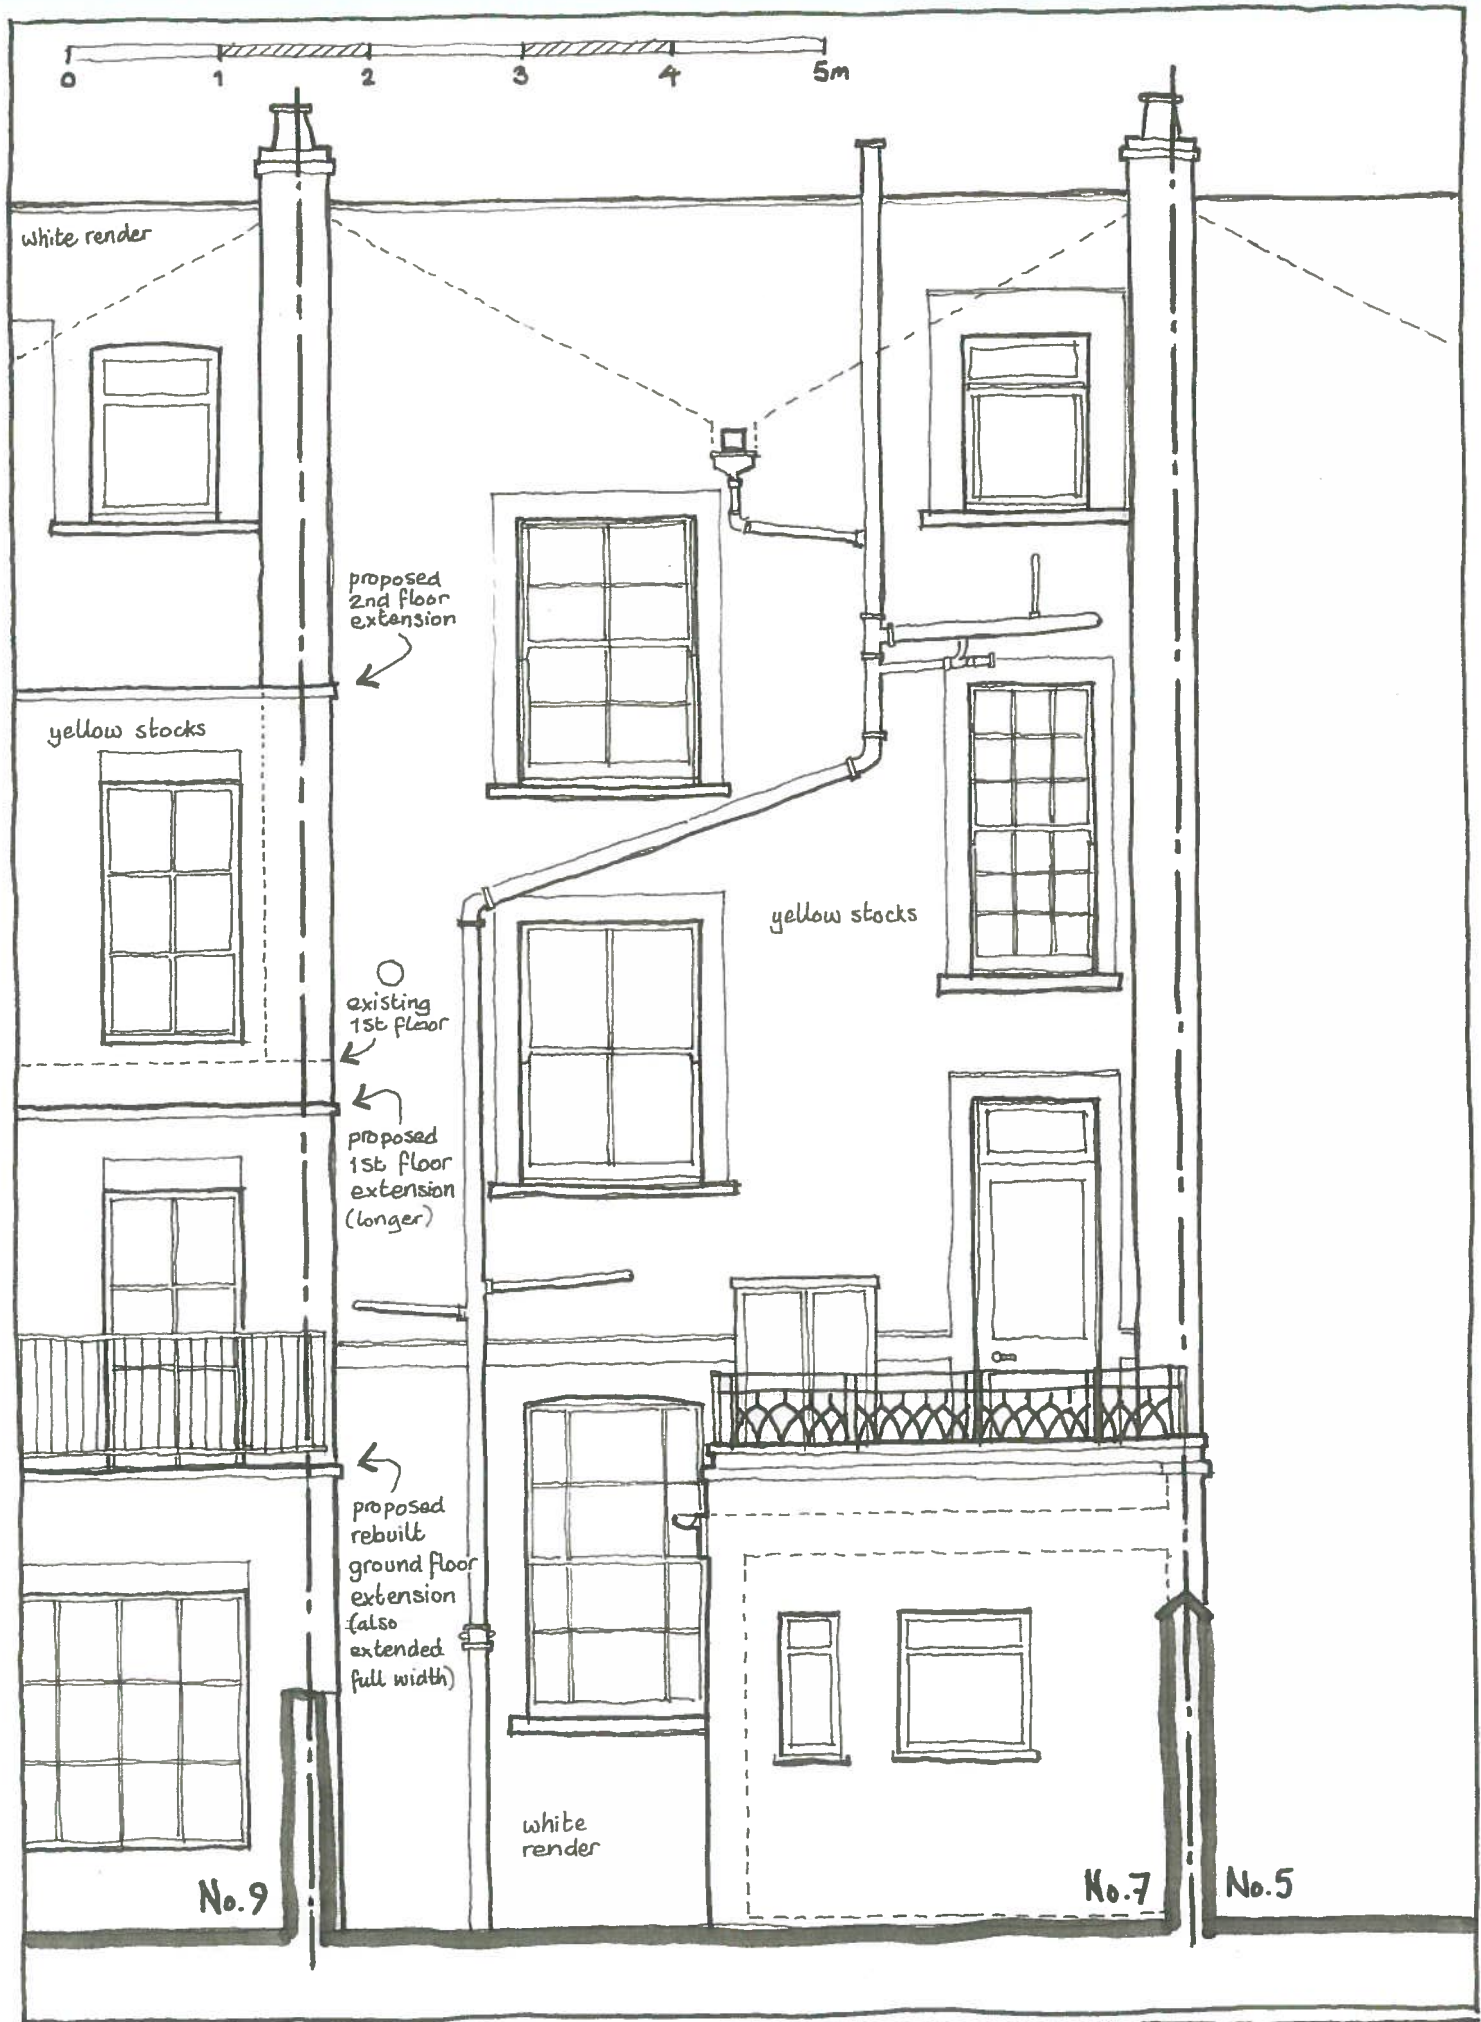 0 1 2 3 4 5m
white render
proposed
2nd floor
extension
yellow stocks
yellow stocks
existing
1st floor
proposed
1st floor
extension
(longer)
proposed
rebuilt
ground floor
extension
(also
extended
full width)
white
render
No.9
No.7
No.5